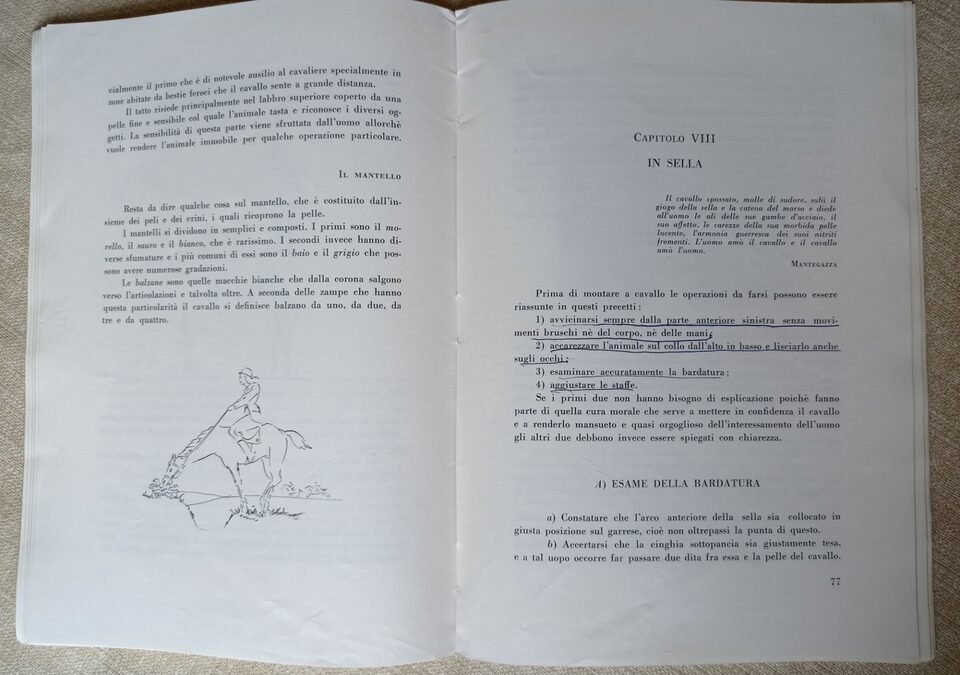 cialmente il primo che è di notevole ausilio al cavaliere specialmente in
zone abitate da bestie feroci che il cavallo sente a grande distanza.
Il tatto risiede principalmente nel labbro superiore coperto da una
pelle fine e sensibile col quale l'animale tasta e riconosce i diversi og-
getti. La sensibilità di questa parte viene sfruttata dall'uomo allorchè
vuole rendere l'animale immobile per qualche operazione particolare.
IL MANTELLO
Resta da dire qualche cosa sul mantello, che è costituito dall'in-
sieme dei peli e dei crini, i quali ricoprono la pelle.
I mantelli si dividono in semplici e composti. I primi sono il mo-
rello, il sauro e il bianco, che è rarissimo. I secondi invece hanno di-
verse sfumature e i più comuni di essi sono il baio e il grigio che pos-
sono avere numerose gradazioni.
Le balzane sono quelle macchie bianche che dalla corona salgono
verso l'articolazioni e talvolta oltre. A seconda delle zampe che hanno
questa particolarità il cavallo si definisce balzano da uno, da due, da
tre e da quattro.
CAPITOLO VIII
IN SELLA
Il cavallo spossato, molle di sudore, subì il
giogo della sella e la catena del morso e diede
all'uomo le ali delle sue gambe d'acciaio, il
suo affetto, le carezze della sua morbida pelle
lucente, l'armonia guerresca dei suoi nitriti
frementi. L'uomo amò il cavallo e il cavallo
amò l'uomo.
MANTEGAZZA
Prima di montare a cavallo le operazioni da farsi possono essere
riassunte in questi precetti :
1) avvicinarsi sempre dalla parte anteriore sinistra senza movi-
menti bruschi nè del corpo, nè delle mani;
2) accarezzare l'animale sul collo dall'alto in basso e lisciarlo anche
sugli occhi;
3) esaminare accuratamente la bardatura;
4) aggiustare le staffe.
Se i primi due non hanno bisogno di esplicazione poichè fanno
parte di quella cura morale che serve a mettere in confidenza il cavallo
e a renderlo mansueto e quasi orgoglioso dell'interessamento dell'uomo
gli altri due debbono invece essere spiegati con chiarezza.
A) ESAME DELLA BARDATURA
a) Constatare che l'arco anteriore della sella sia collocato in
giusta posizione sul garrese, cioè non oltrepassi la punta di questo.
b) Accertarsi che la cinghia sottopancia sia giustamente tesa.
e a tal uopo occorre far passare due dita fra essa e la pelle del cavallo.
77